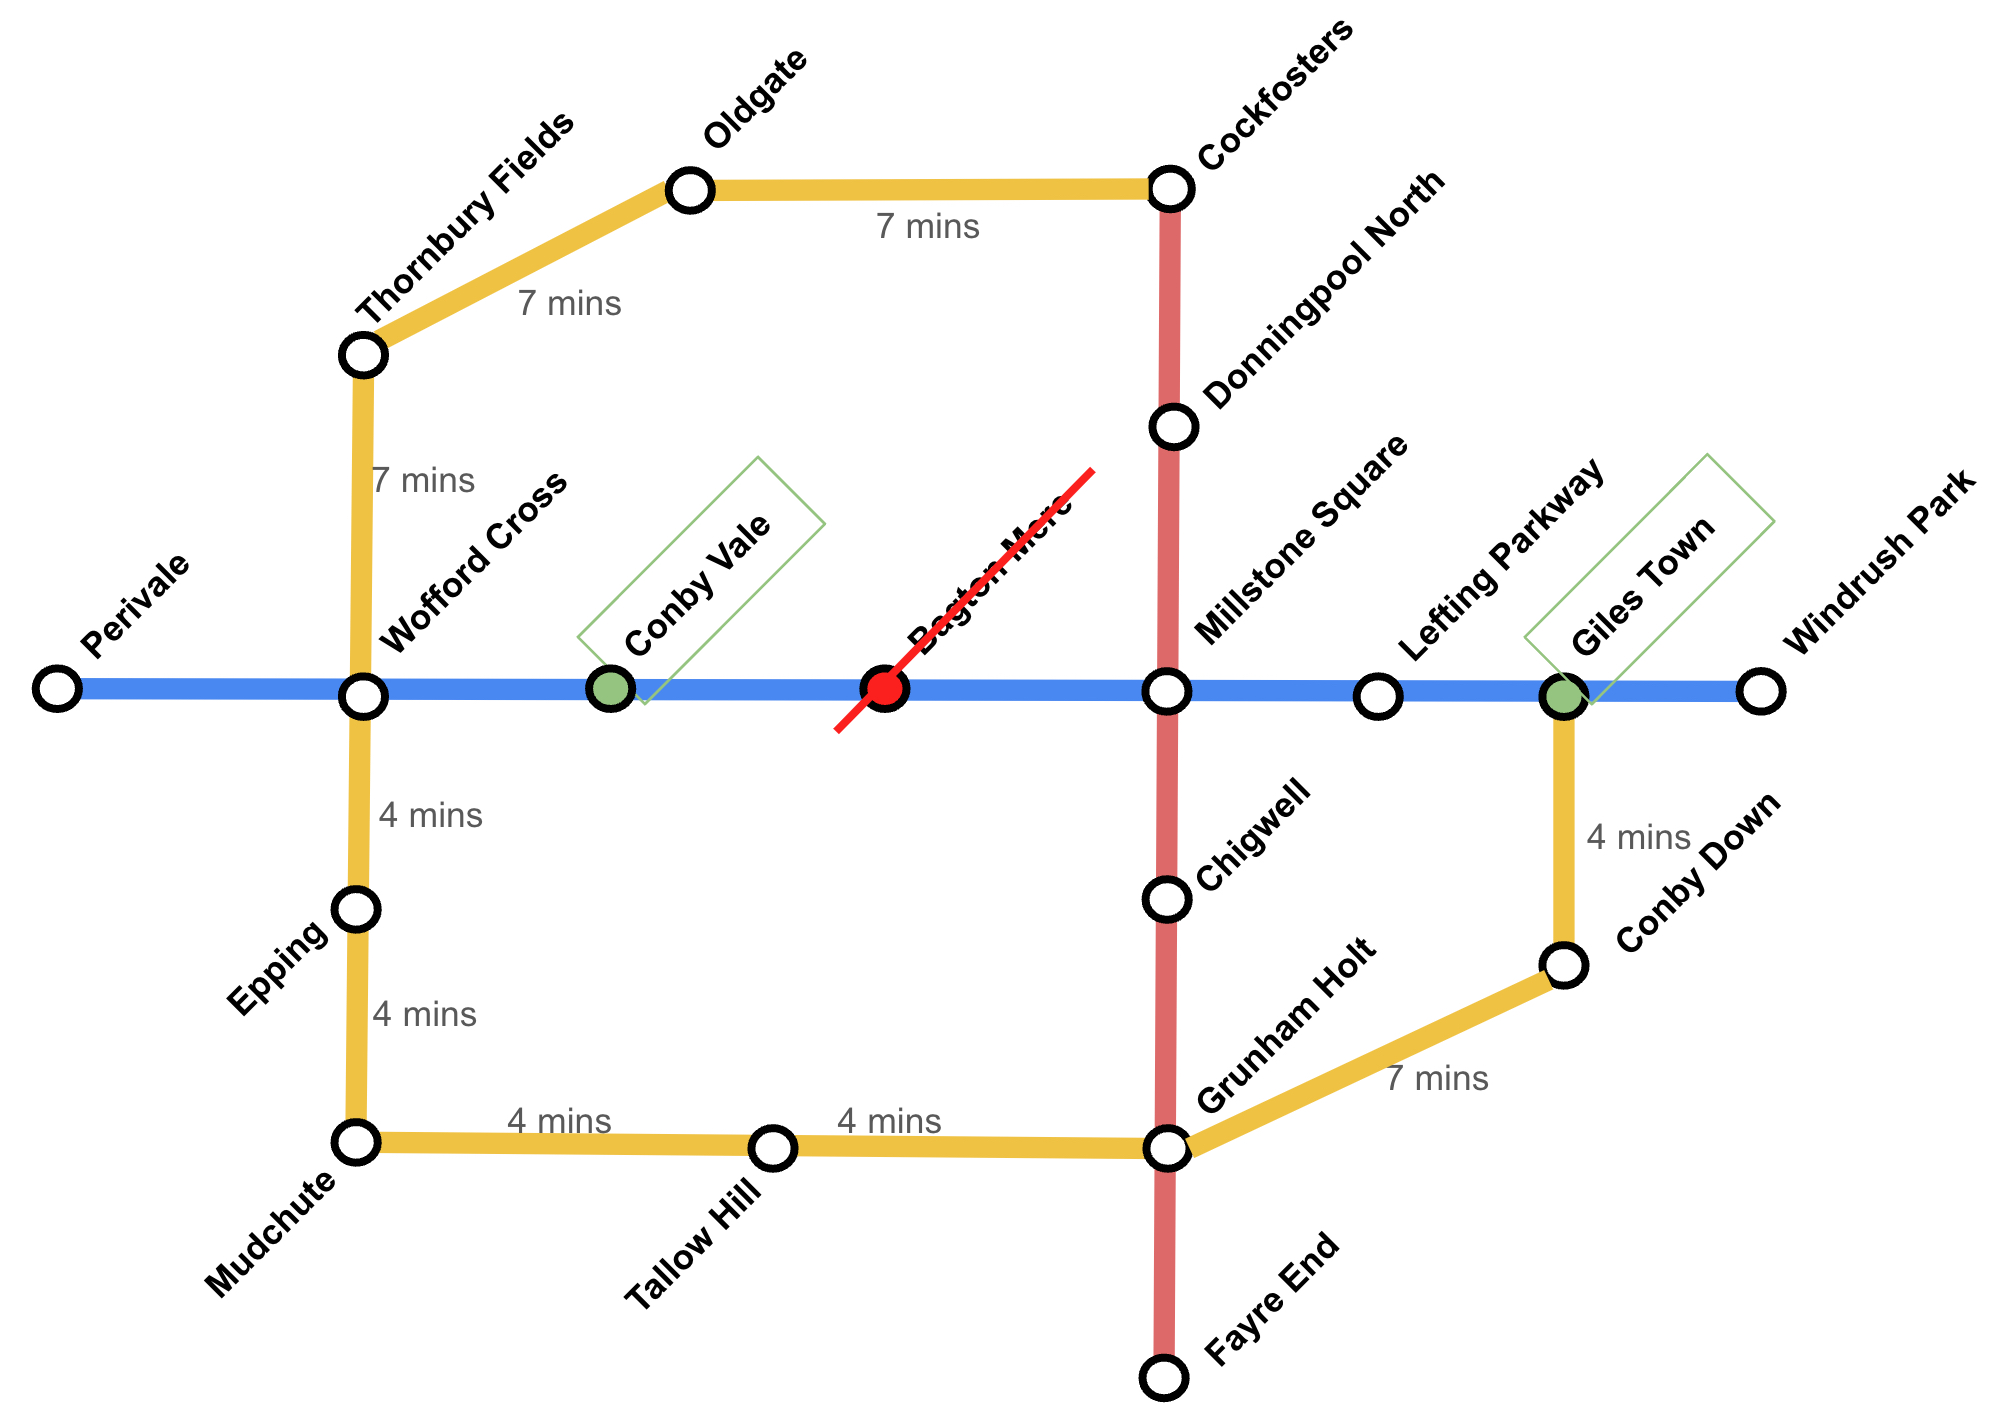 Oldgate
Cockfosters
Thornbury Fields
7 mins
Donningpool North
7 mins
7 mins
Perivale
Wofford Cross
Conby Vale
Bagton Mere
Millstone Square
Lefting Parkway
Giles Town
Windrush Park
4 mins
Chigwell
4 mins
Conby Down
Epping
4 mins
Grunham Holt
7 mins
4 mins
4 mins
Mudchute
Tallow Hill
Fayre End